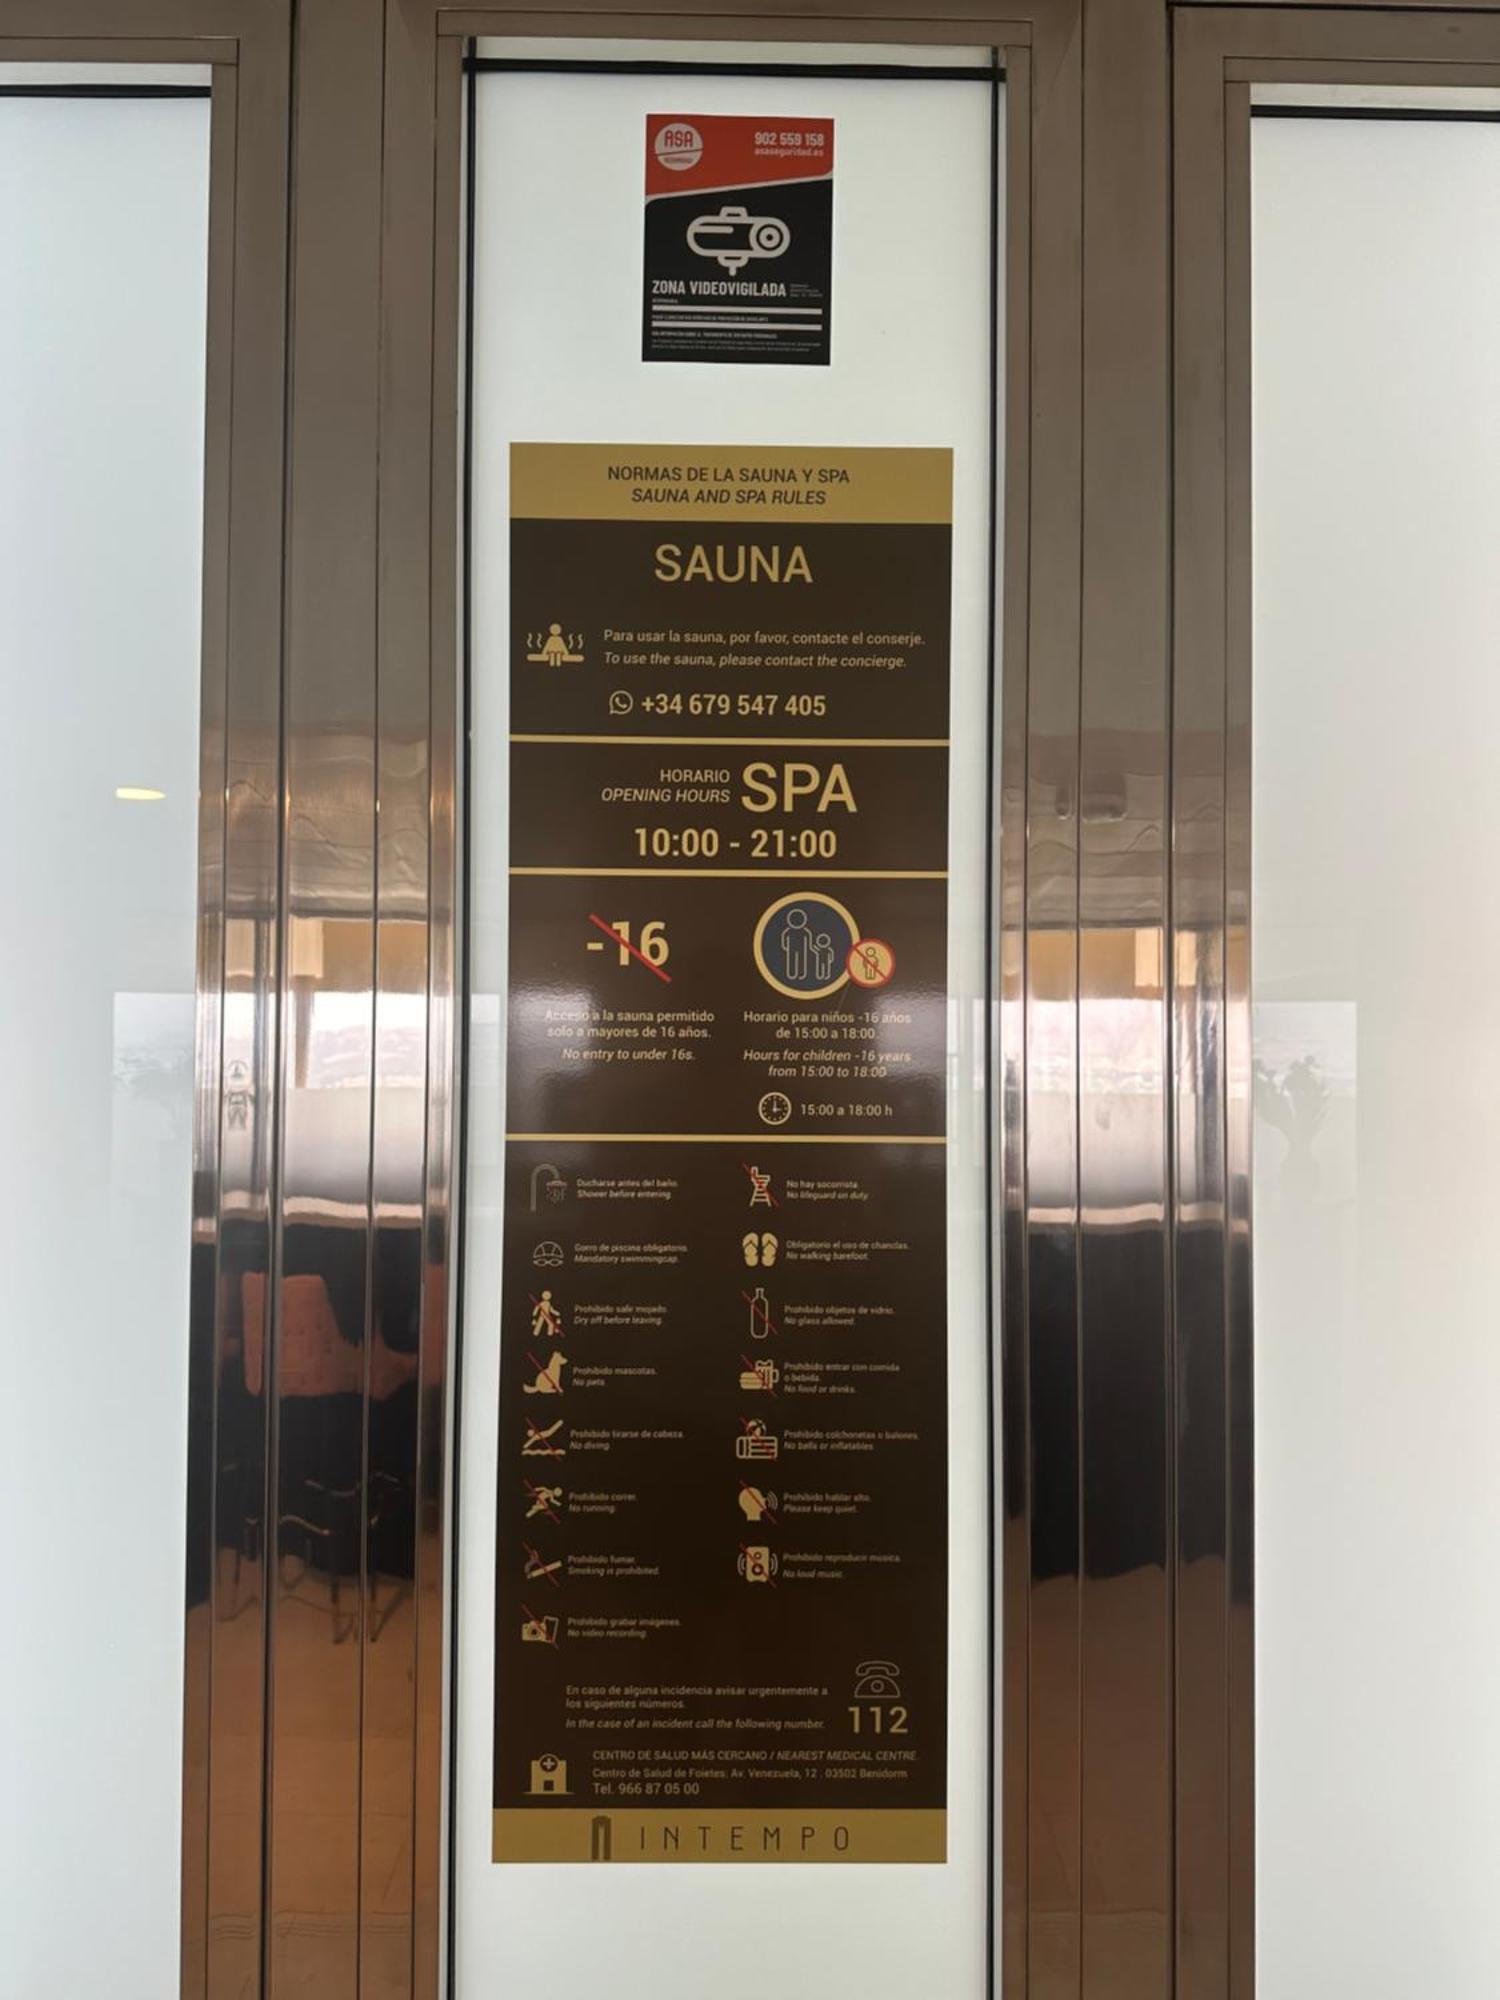 ASA
902 559 158
asaseguridad.es
ZONA VIDEOVIGILADA
NORMAS DE LA SAUNA Y SPA
SAUNA AND SPA RULES
SAUNA
Para usar la sauna, por favor, contacte el conserje.
To use the sauna, please contact the concierge.
+34 679 547 405
HORARIO
OPENING HOURS
SPA
10:00 - 21:00
-16
Acceso a la sauna permitido
solo a mayores de 16 años.
No entry to under 16s.
Horario para niños -16 años
de 15:00 a 18:00.
Hours for children -16 years
from 15:00 to 18:00
15:00 a 18:00 h
Ducharse antes del baño.
Shower before entering.
No hay socorrista.
No lifeguard on duty.
Gorro de piscina obligatorio.
Mandatory swimmingcap.
Obligatorio el uso de chanclas.
No walking barefoot.
Prohibido salir mojado.
Dry off before leaving.
Prohibido objetos de vidrio.
No glass allowed.
Prohibido mascotas.
No pets.
Prohibido entrar con comida
o bebida.
No food or drinks.
Prohibido tirarse de cabeza.
No diving.
Prohibido colchonetas o balones.
No balls or inflatables.
Prohibido correr.
No running.
Prohibido hablar alto.
Please keep quiet.
Prohibido fumar.
Smoking is prohibited.
Prohibido reproducir música.
No loud music.
Prohibido grabar imágenes.
No video recording.
En caso de alguna incidencia avisar urgentemente a
los siguientes números.
In the case of an incident call the following number.
112
CENTRO DE SALUD MÁS CERCANO / NEAREST MEDICAL CENTRE.
Centro de Salud de Foietes: Av. Venezuela, 12 . 03502 Benidorm
Tel. 966 87 05 00
INTEMPO